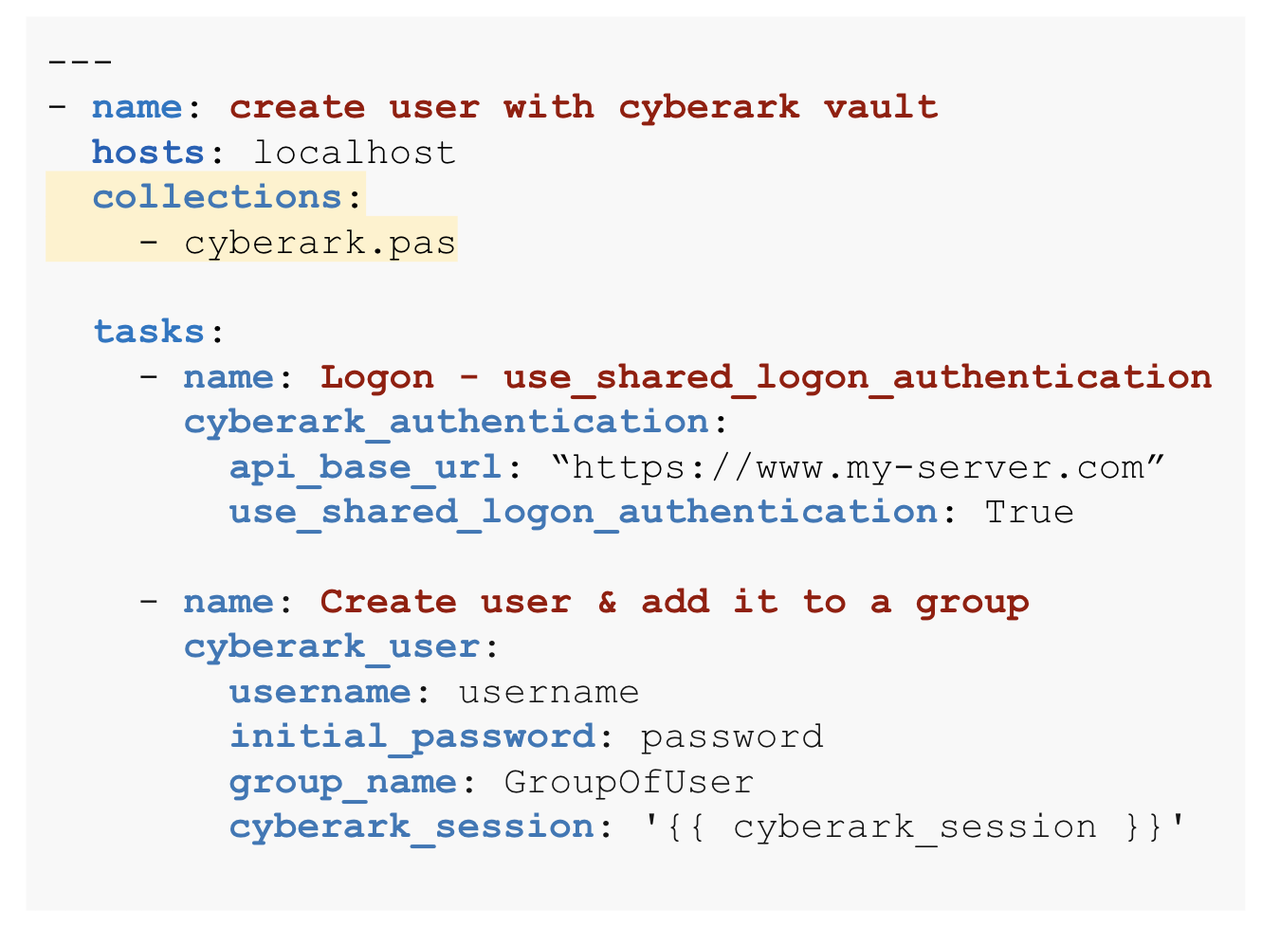 ---
- name: create user with cyberark vault
  hosts: localhost
  collections:
    - cyberark.pas

  tasks:
    - name: Logon - use_shared_logon_authentication
      cyberark_authentication:
        api_base_url: “https://www.my-server.com”
        use_shared_logon_authentication: True

    - name: Create user & add it to a group
      cyberark_user:
        username: username
        initial_password: password
        group_name: GroupOfUser
        cyberark_session: '{{ cyberark_session }}'